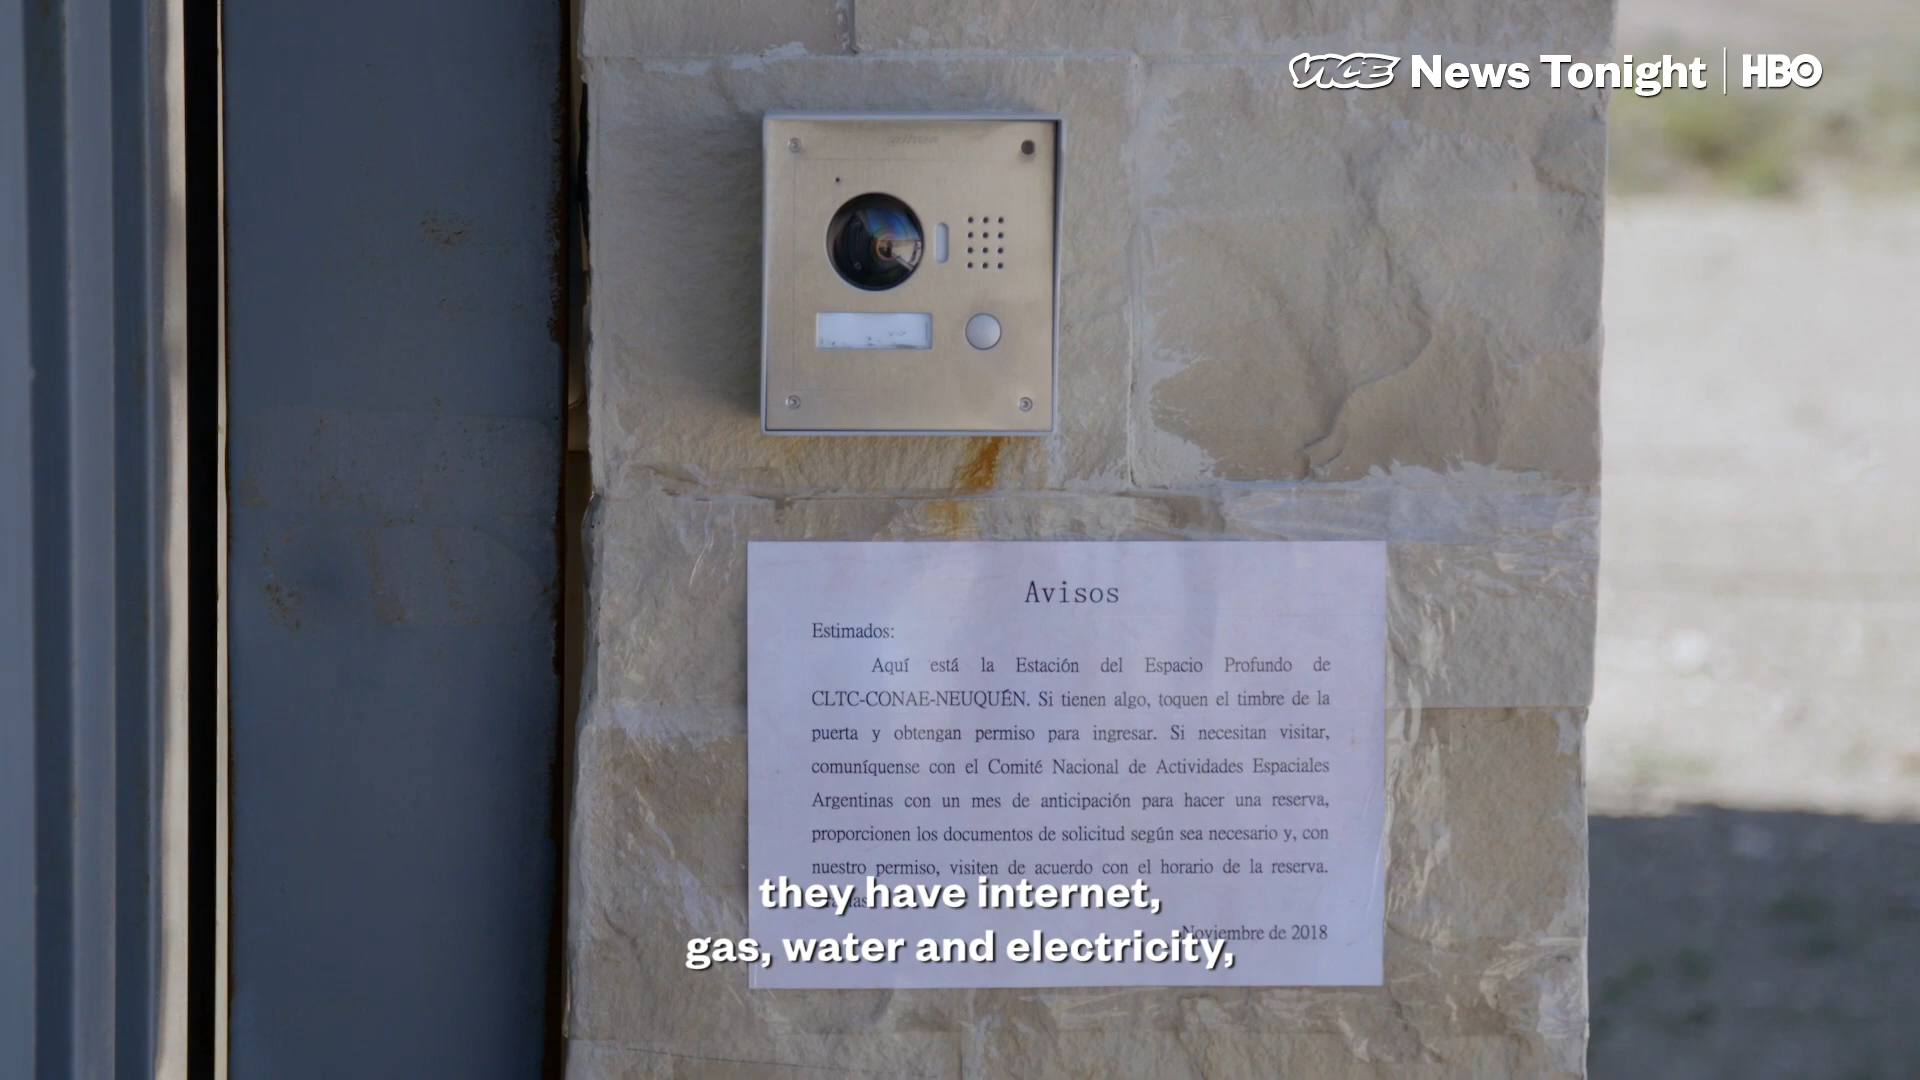 VICE News Tonight | HBO
Avisos
Estimados:
Aquí está la Estación del Espacio Profundo de
CLTC-CONAE-NEUQUÉN. Si tienen algo, toquen el timbre de la
puerta y obtengan permiso para ingresar. Si necesitan visitar,
comuníquense con el Comité Nacional de Actividades Espaciales
Argentinas con un mes de anticipación para hacer una reserva,
proporcionen los documentos de solicitud según sea necesario y, con
nuestro permiso, visiten de acuerdo con el horario de la reserva.
Noviembre de 2018
they have internet,
gas, water and electricity,